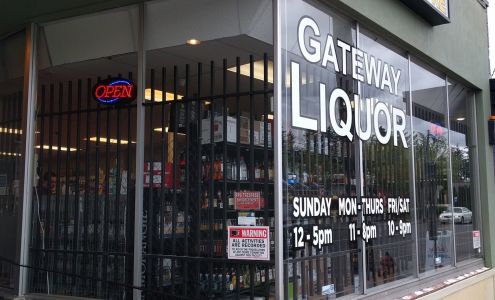 OPEN
GATEWAY
LIQUOR
SUNDAY MON-THURS FRI/SAT
12-5pm 11-8pm 10-9pm
WARNING
ALL ACTIVITIES
ARE RECORDED